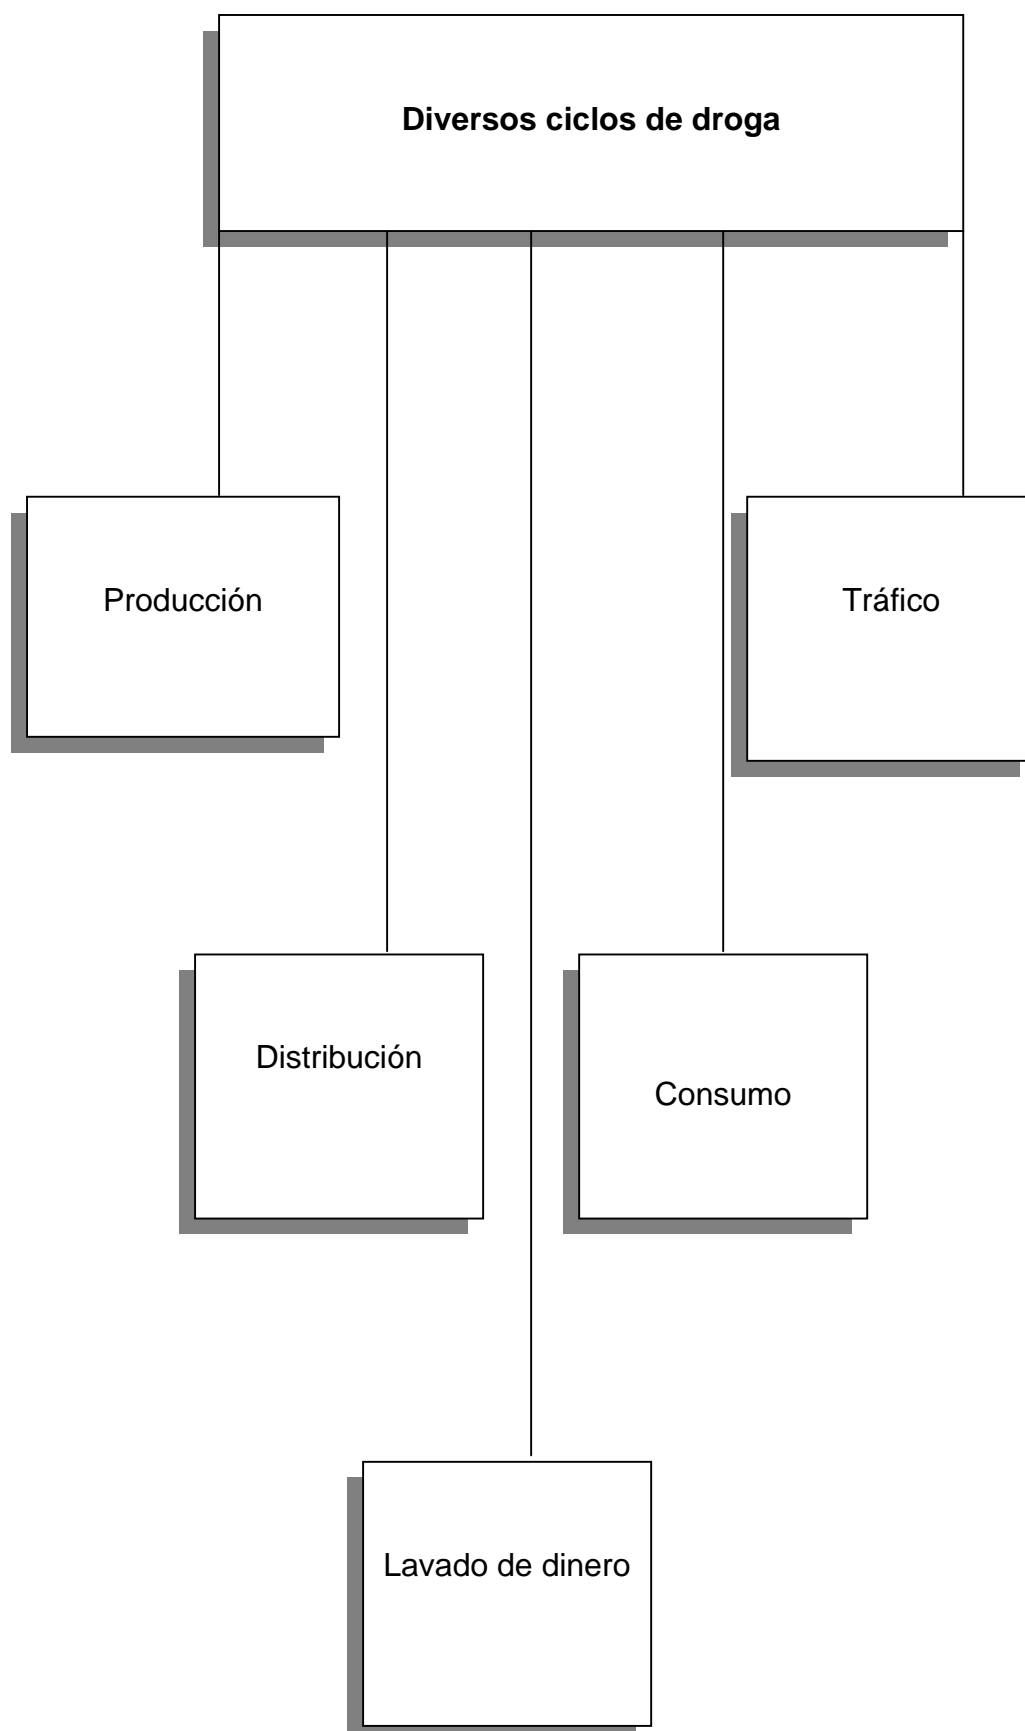 Diversos ciclos de droga
Producción
Tráfico
Distribución
Consumo
Lavado de dinero